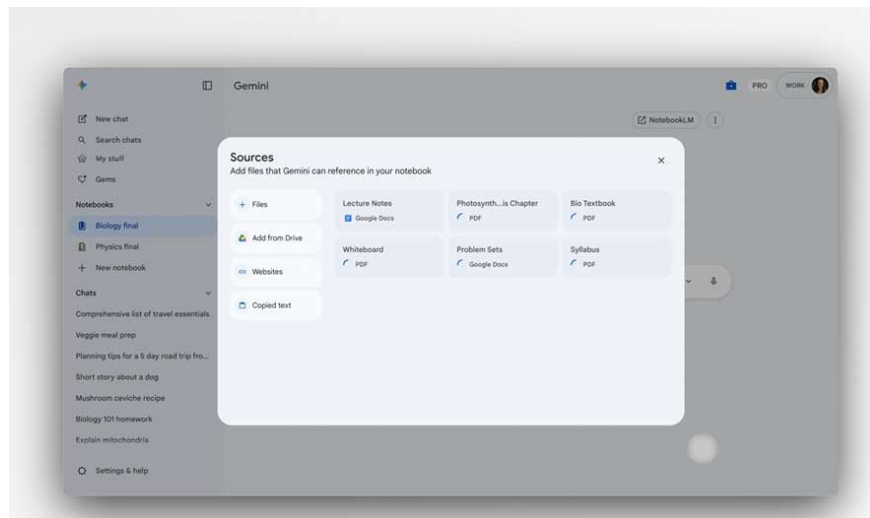 Gemini
PRO
WORK
New chat
NotebookLM
Search chats
My stuff
Gems
Notebooks
Biology final
Physics final
New notebook
Chats
Comprehensive list of travel essentials
Veggie meal prep
Planning tips for a 5 day road trip fro...
Short story about a dog
Mushroom ceviche recipe
Biology 101 homework
Explain mitochondria
Settings & help
Sources
Add files that Gemini can reference in your notebook
Files
Add from Drive
Websites
Copied text
Lecture Notes
Google Docs
Photosynth...is Chapter
PDF
Bio Textbook
PDF
Whiteboard
PDF
Problem Sets
Google Docs
Syllabus
PDF